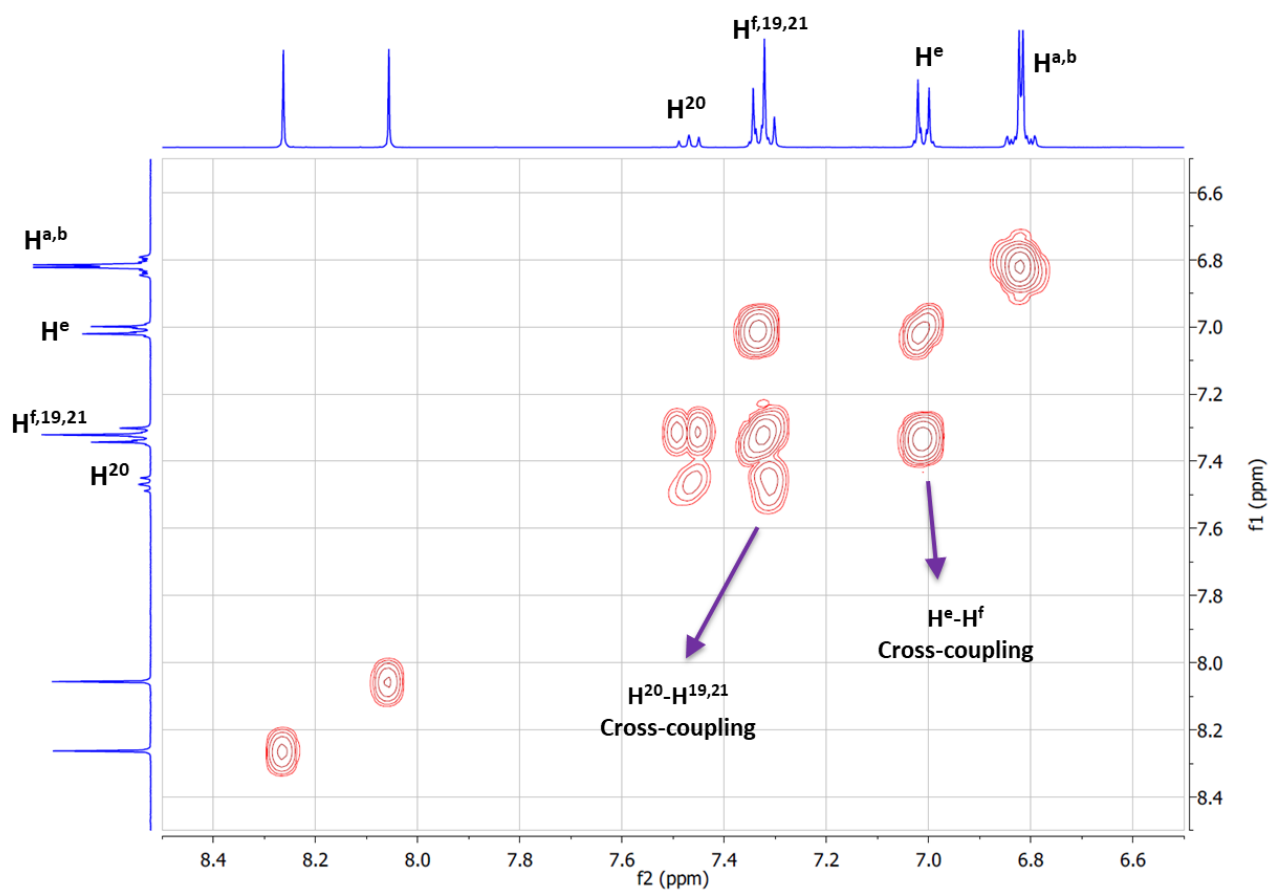 H^f,19,21
H^e
H^a,b
H^20
H^a,b
H^e
H^f,19,21
H^20
6.6
6.8
7.0
7.2
7.4
7.6
7.8
8.0
8.2
8.4
f1 (ppm)
H^e-H^f
Cross-coupling
H^20-H^19,21
Cross-coupling
8.4 8.2 8.0 7.8 7.6 7.4 7.2 7.0 6.8 6.6
f2 (ppm)